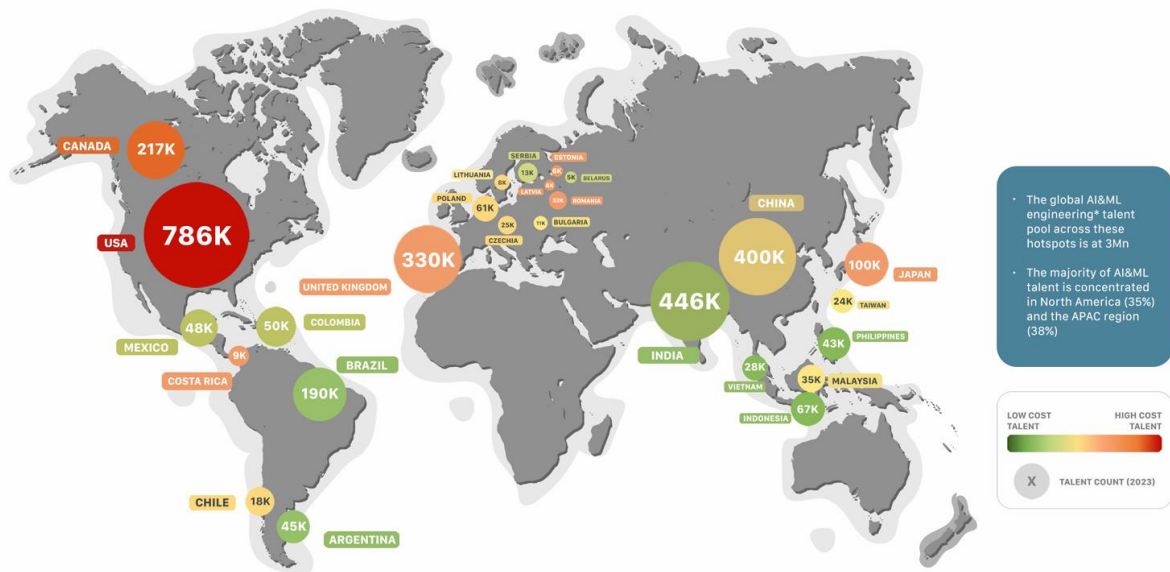 CANADA
217K
USA
786K
MEXICO
48K
COLOMBIA
50K
COSTA RICA
9K
BRAZIL
190K
CHILE
18K
ARGENTINA
45K
UNITED KINGDOM
330K
LITHUANIA
POLAND
61K
SERBIA
13K
ESTONIA
LATVIA
5K
BELARUS
ROMANIA
CZECHIA
25K
11K
BULGARIA
CHINA
400K
INDIA
446K
100K
JAPAN
24K
TAIWAN
43K
PHILIPPINES
28K
VIETNAM
35K
MALAYSIA
INDONESIA
67K
• The global AI&ML
engineering* talent
pool across these
hotspots is at 3Mn
• The majority of AI&ML
talent is concentrated
in North America (35%)
and the APAC region
(38%)
LOW COST
TALENT
HIGH COST
TALENT
X
TALENT COUNT (2023)